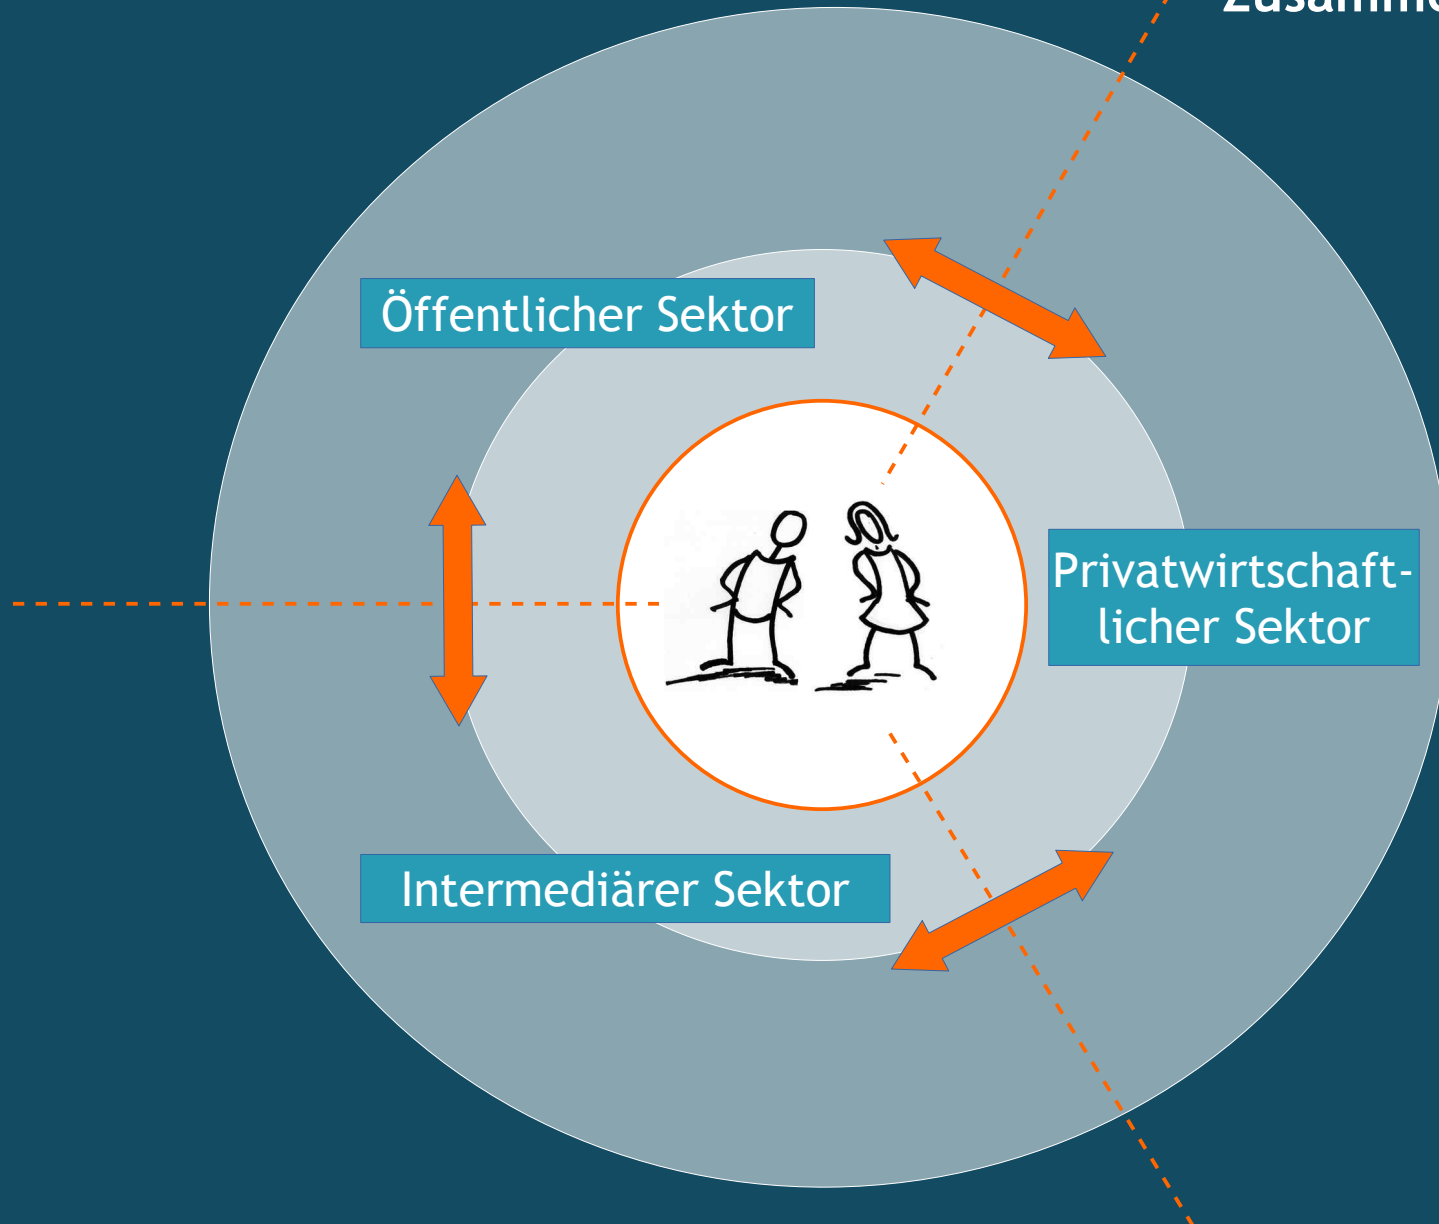 Öffentlicher Sektor
Privatwirtschaft-
licher Sektor
Intermediärer Sektor